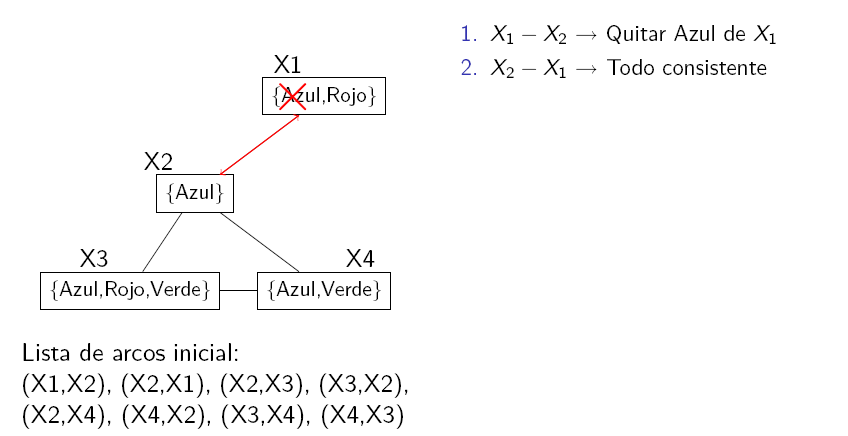 X1
{Azul,Rojo}
X2
{Azul}
X3
{Azul,Rojo,Verde}
X4
{Azul,Verde}
Lista de arcos inicial:
(X1,X2), (X2,X1), (X2,X3), (X3,X2),
(X2,X4), (X4,X2), (X3,X4), (X4,X3)
1. X₁ − X₂ → Quitar Azul de X₁
2. X₂ − X₁ → Todo consistente